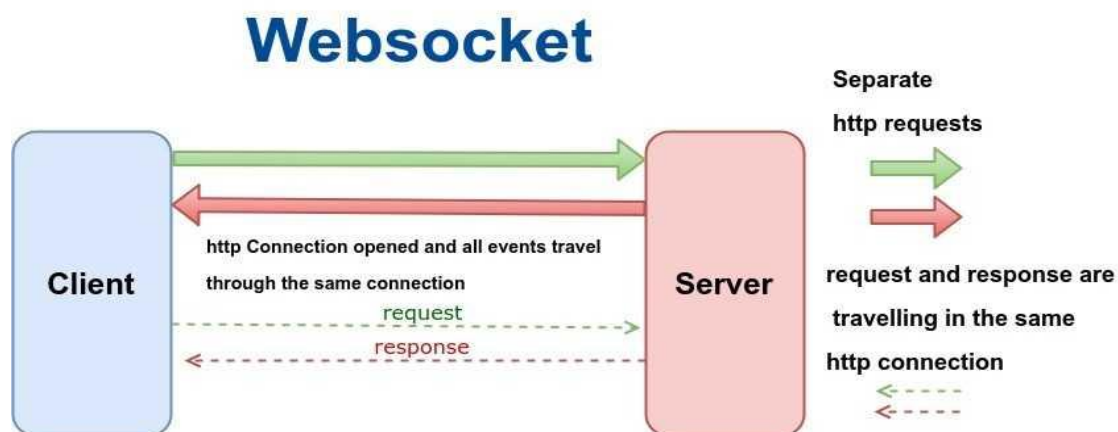 Websocket
Separate
http requests
http Connection opened and all events travel
through the same connection
Client
Server
request
response
request and response are
travelling in the same
http connection